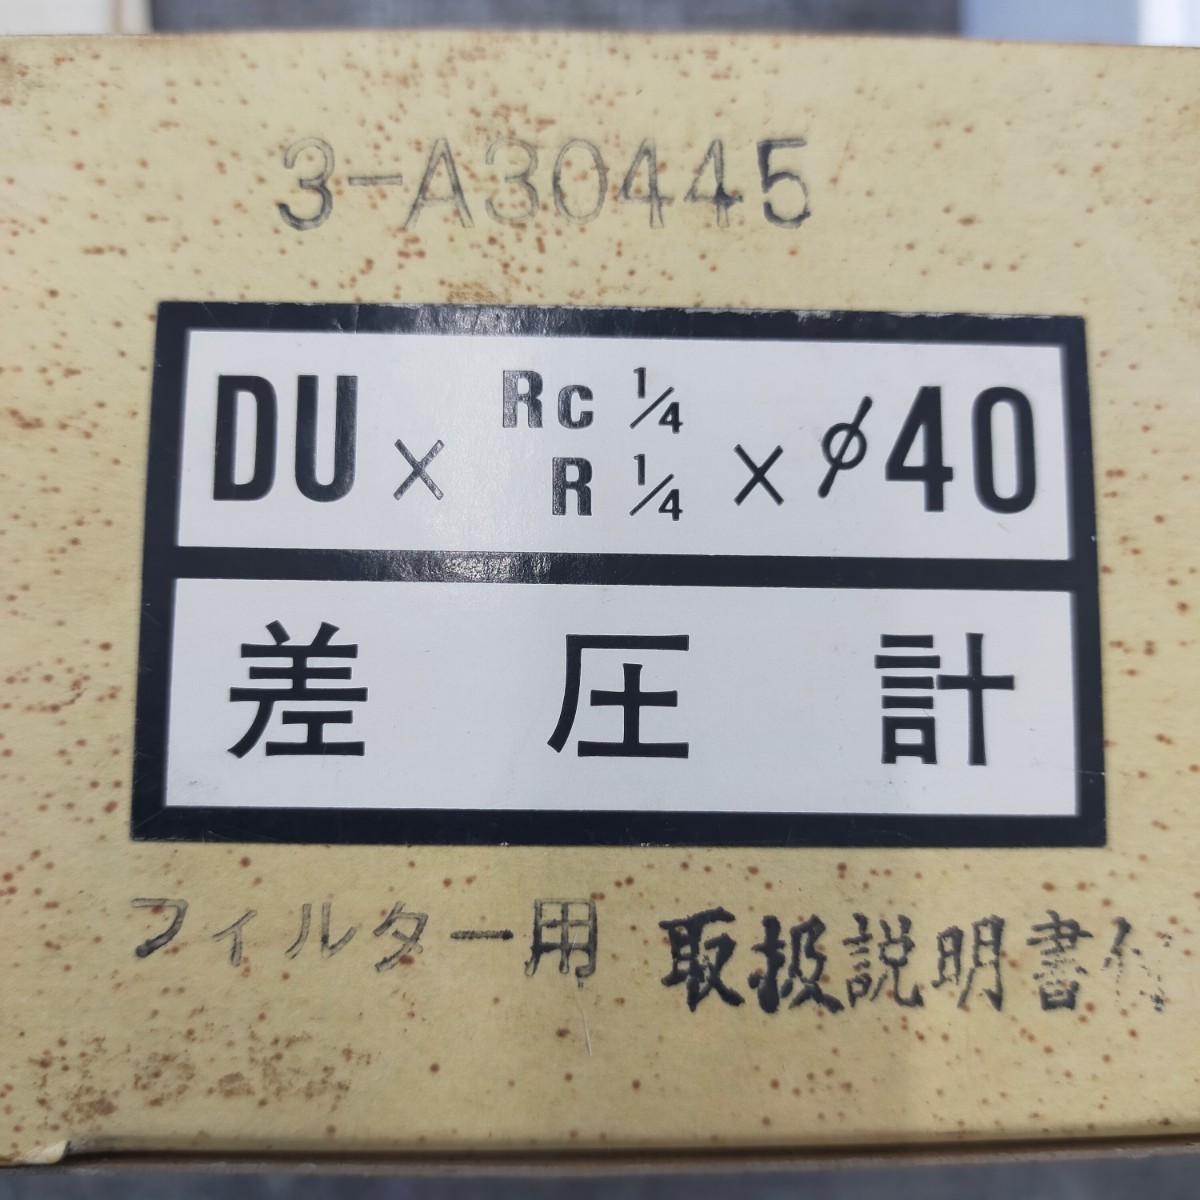 3-A30445
DU × Rc 1/4 × φ40
R 1/4
差圧計
フィルター用 取扱説明書付